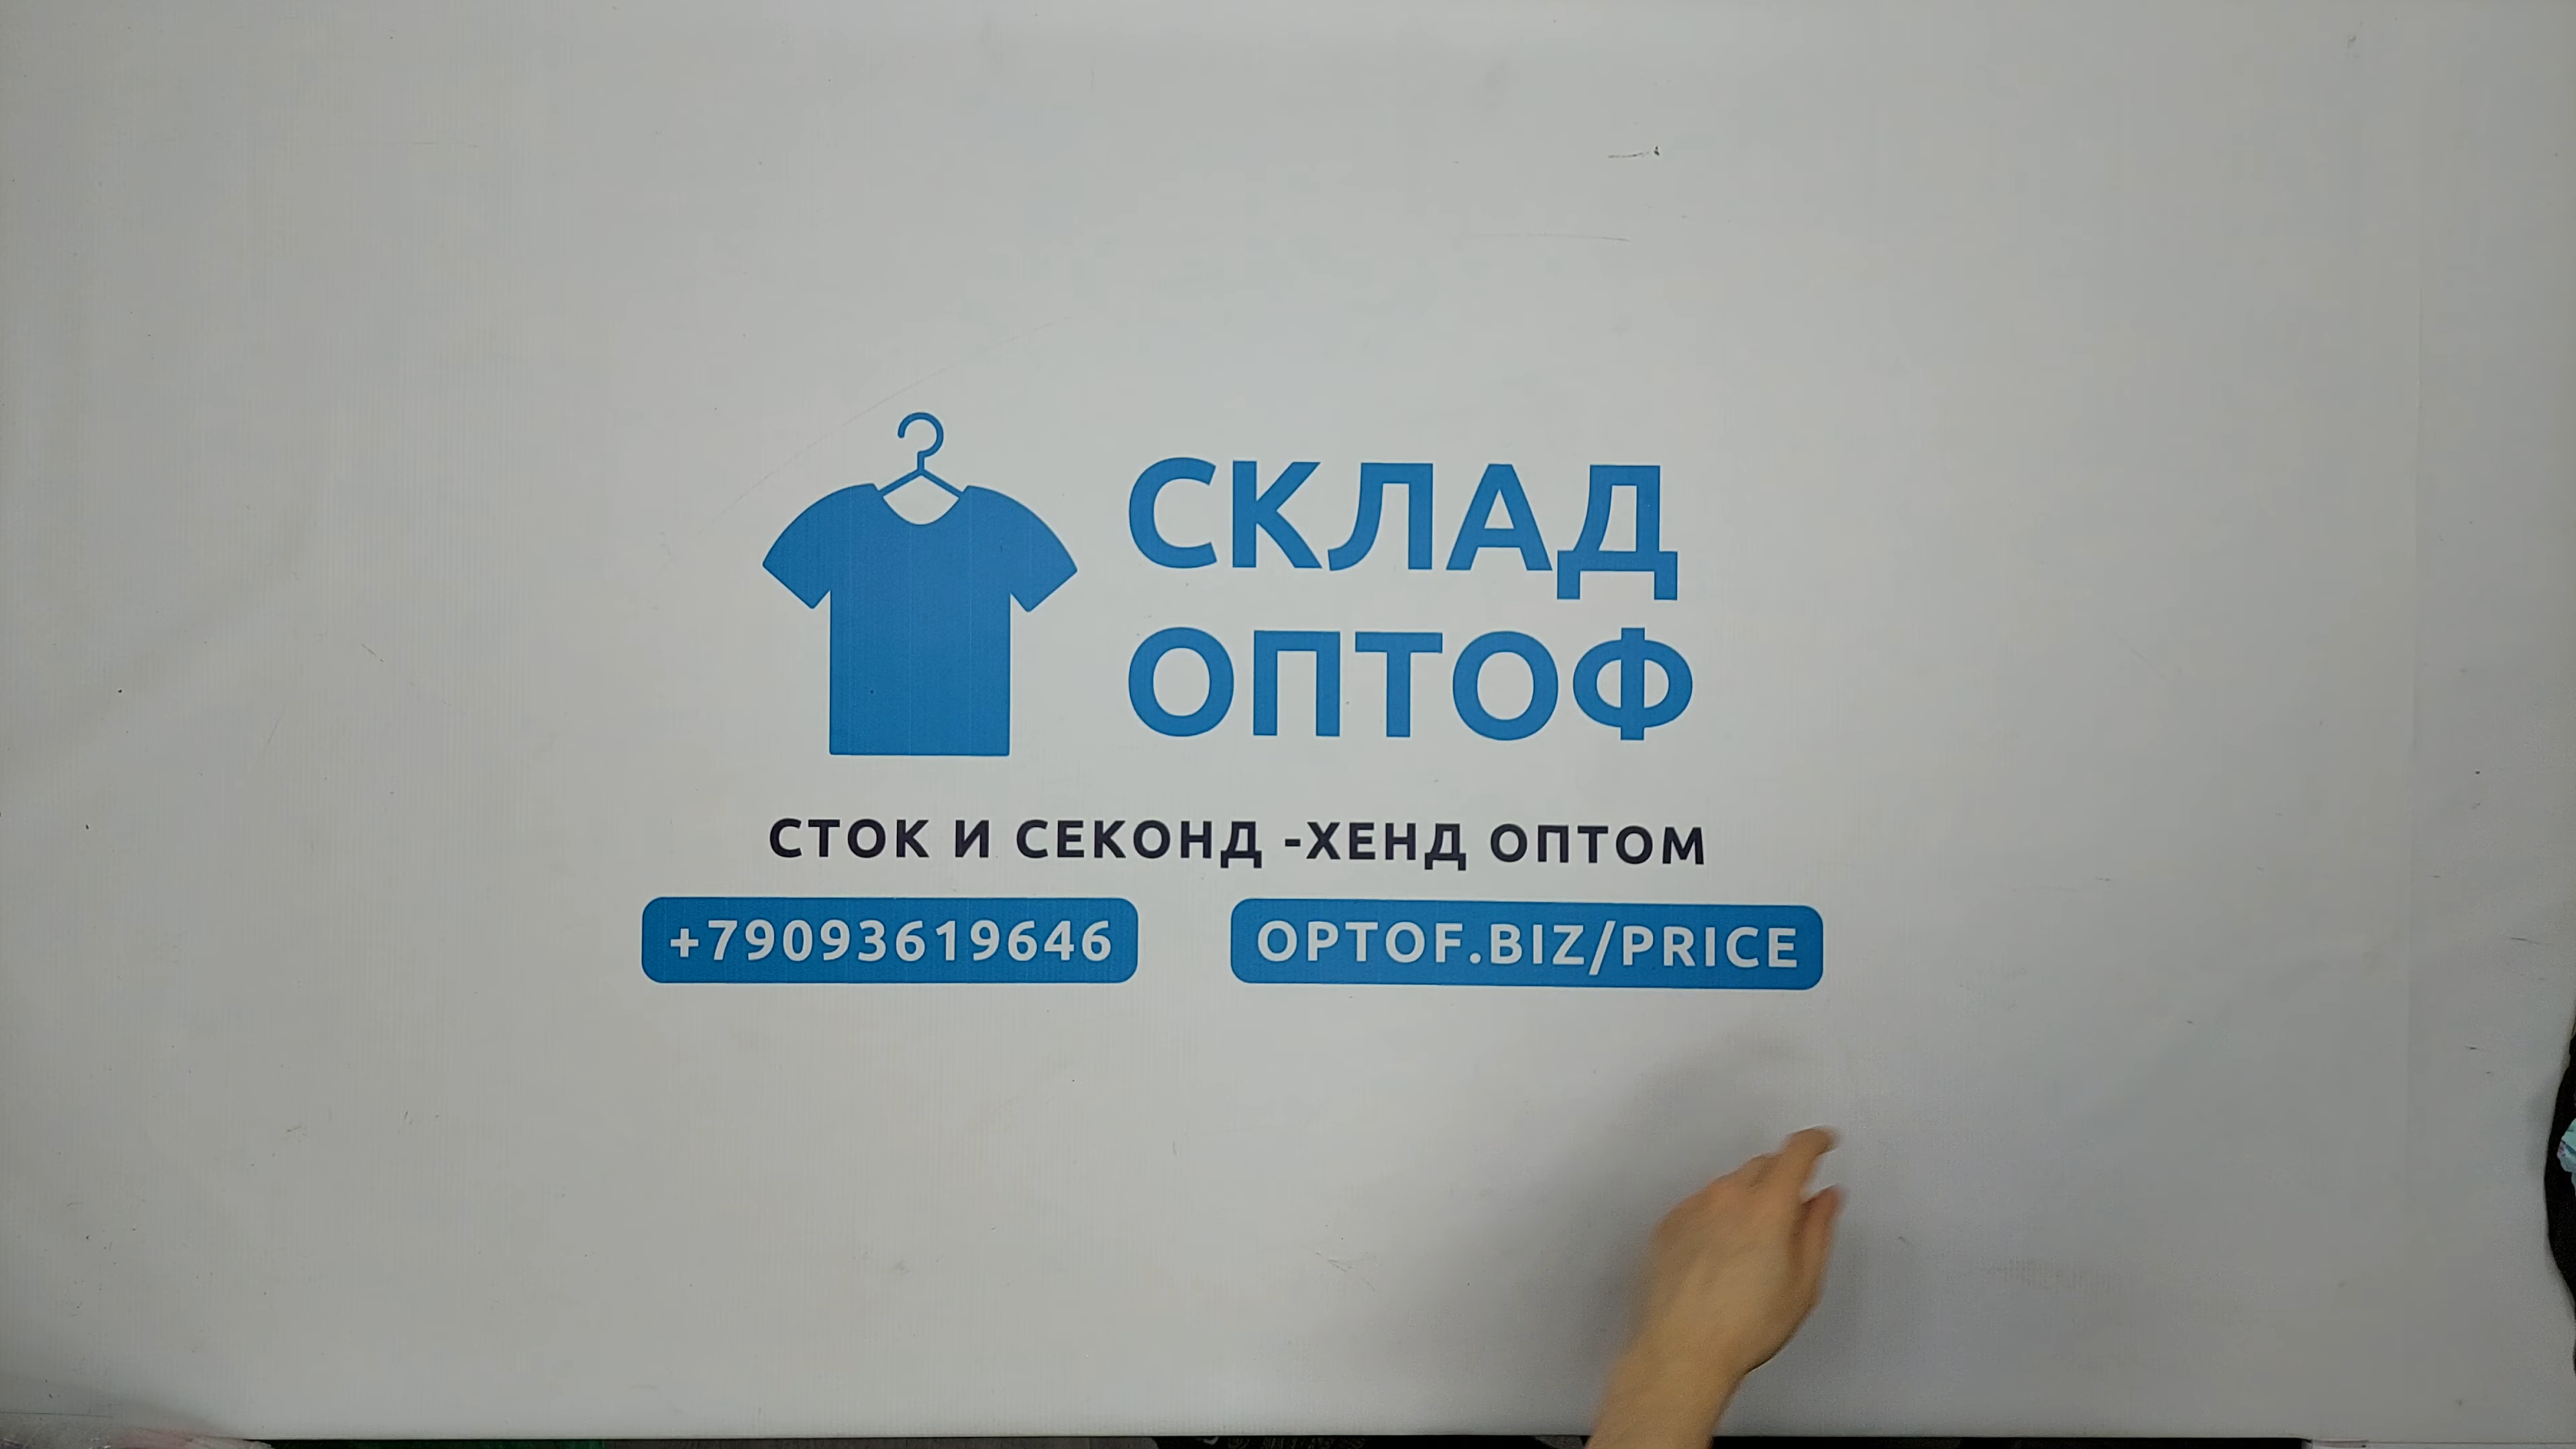 СКЛАД
ОПТОФ
СТОК И СЕКОНД -ХЕНД ОПТОМ
+79093619646
OPTOF.BIZ/PRICE